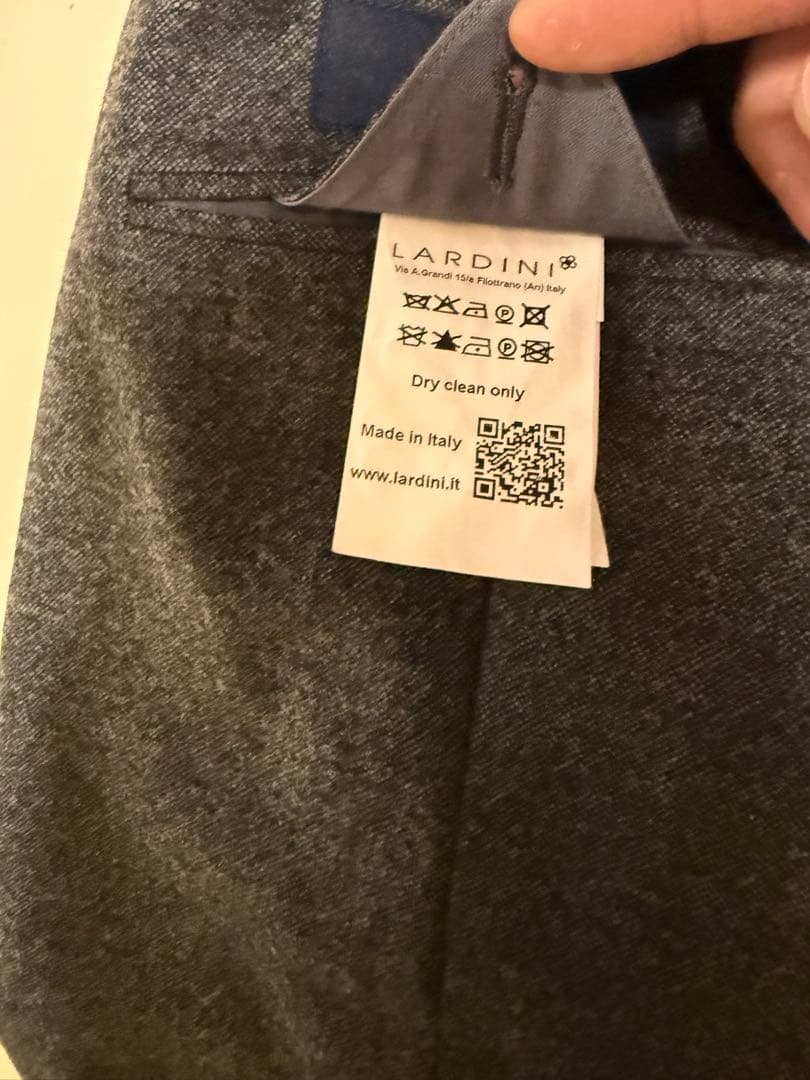 LARDINI
Via A.Grandi 15/a Filottrano (An) Italy
Dry clean only
Made in Italy
www.lardini.it